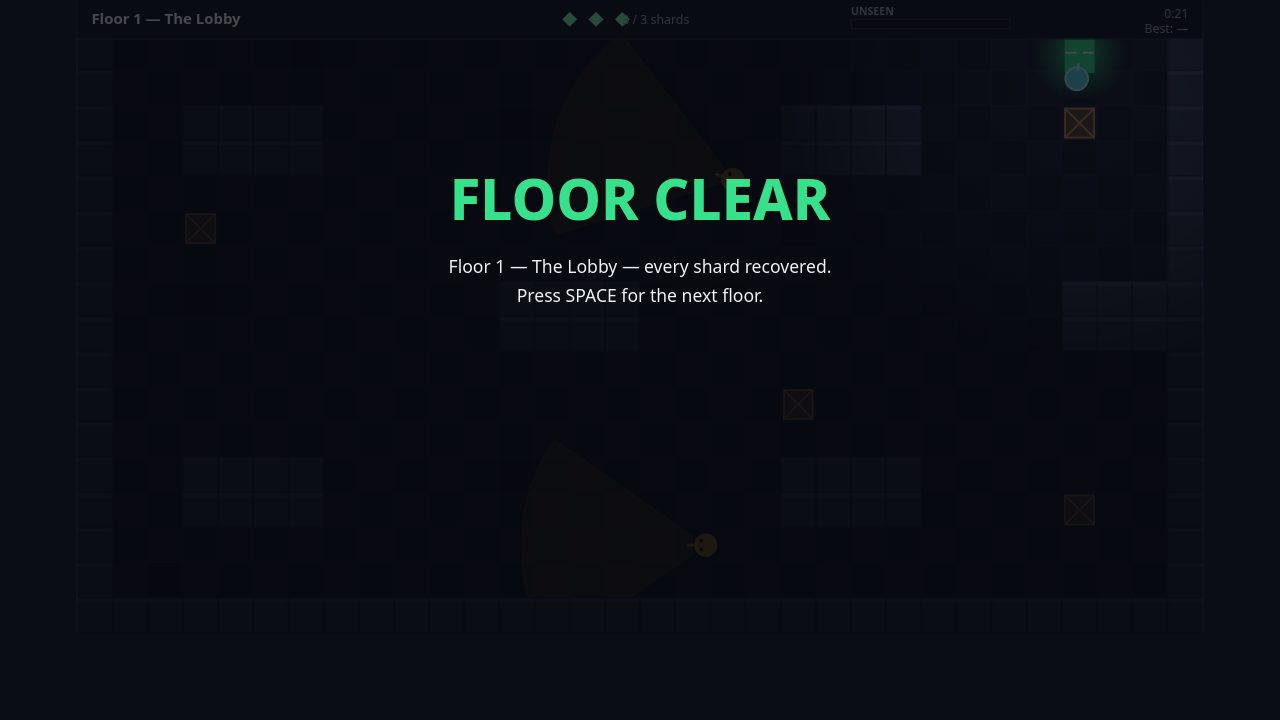 Floor 1 — The Lobby
/ 3 shards
UNSEEN
0:21
Best: —
FLOOR CLEAR
Floor 1 — The Lobby — every shard recovered.
Press SPACE for the next floor.